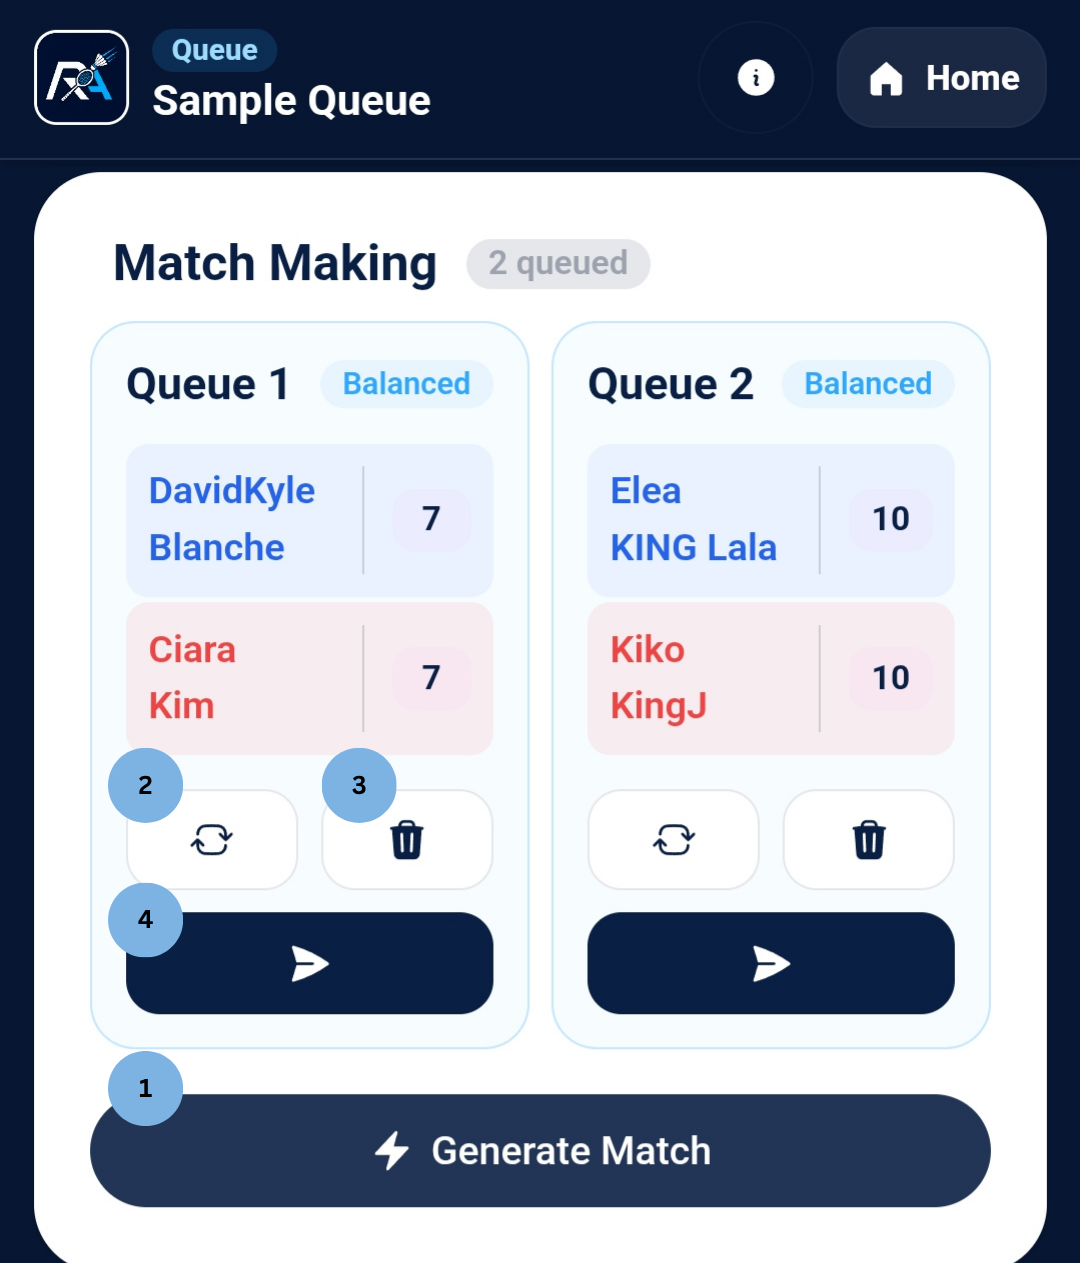 RA
Queue
Sample Queue
i
Home
Match Making
2 queued
Queue 1
Balanced
DavidKyle
Blanche
7
Ciara
Kim
7
2
3
4
Queue 2
Balanced
Elea
KING Lala
10
Kiko
KingJ
10
1
Generate Match